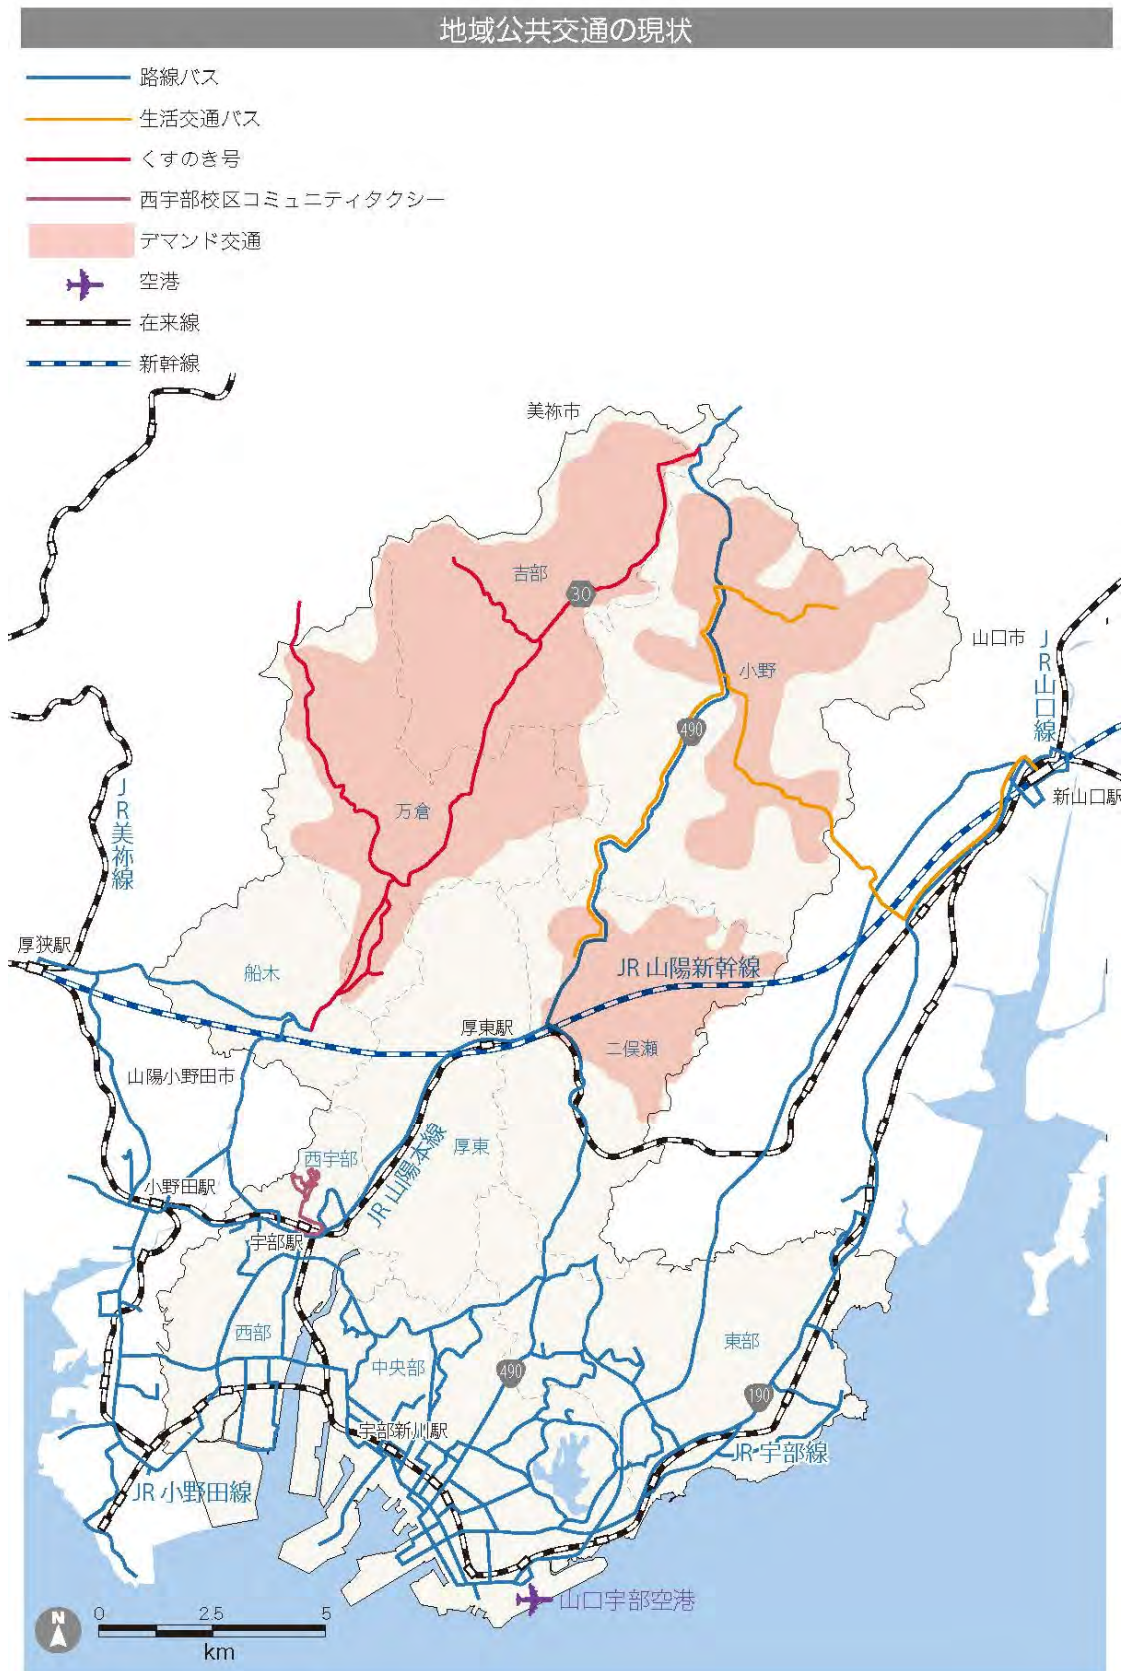 地域公共交通の現状
路線バス
生活交通バス
くすのき号
西宇部校区コミュニティタクシー
デマンド交通
空港
在来線
新幹線
美祢市
吉部
30
山口市
JR山口線
小野
490
新山口駅
JR美祢線
万倉
厚狭駅
船木
JR山陽新幹線
厚東駅
二俣瀬
山陽小野田市
西宇部
JR山陽本線
厚東
小野田駅
宇部駅
西部
中央部
490
東部
190
宇部新川駅
JR宇部線
JR小野田線
山口宇部空港
N
0 2.5 5
km